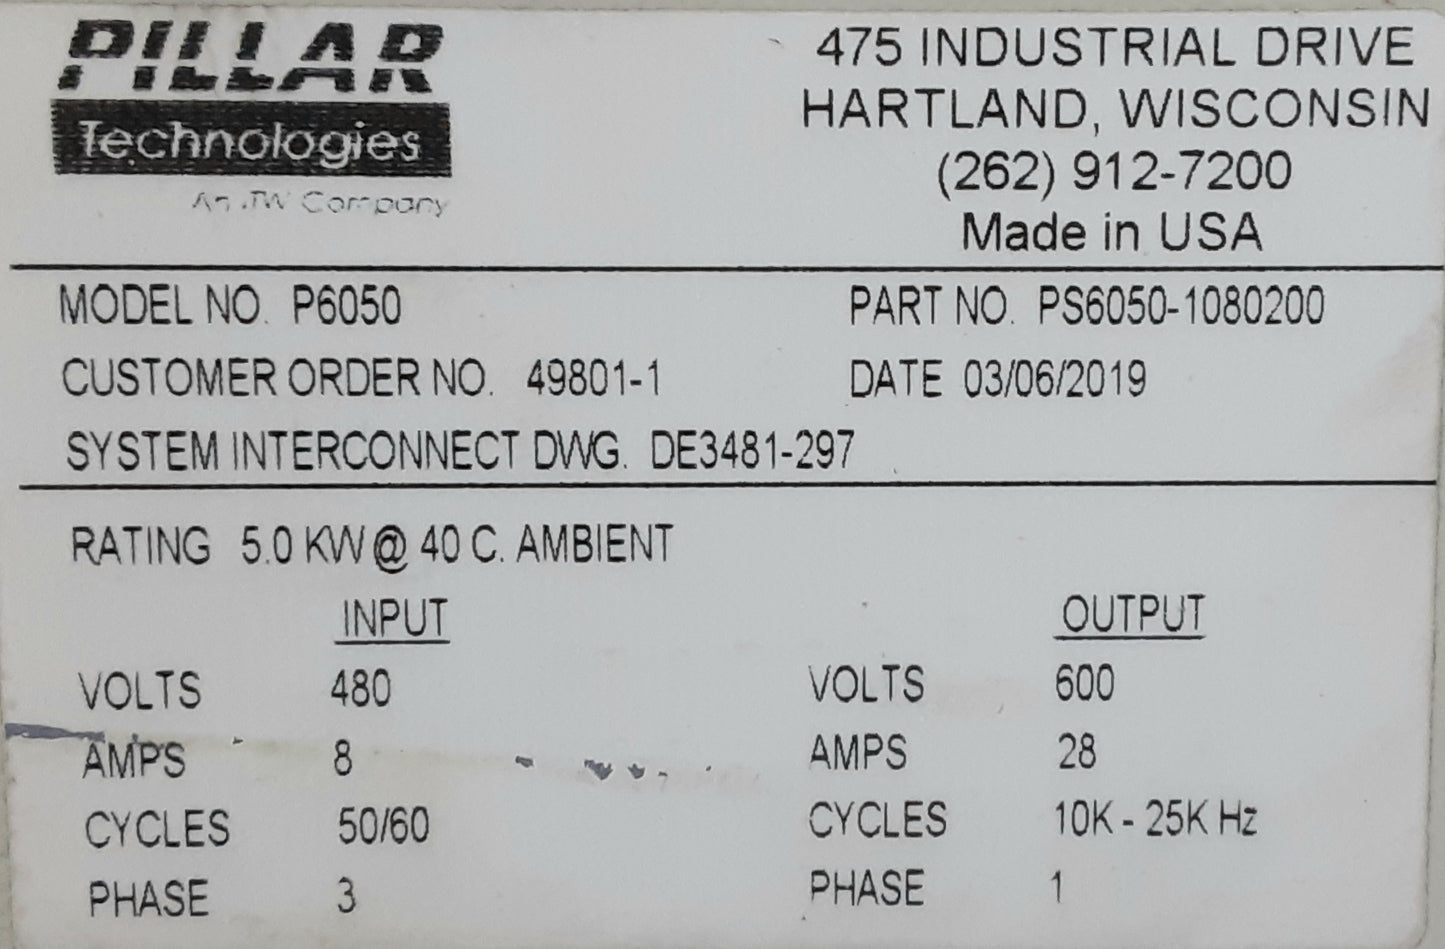 PILLAR
Technologies
An ITW Company
475 INDUSTRIAL DRIVE
HARTLAND, WISCONSIN
(262) 912-7200
Made in USA
MODEL NO. P6050 PART NO. PS6050-1080200
CUSTOMER ORDER NO. 49801-1 DATE 03/06/2019
SYSTEM INTERCONNECT DWG. DE3481-297
RATING 5.0 KW @ 40 C. AMBIENT
INPUT OUTPUT
VOLTS 480 VOLTS 600
AMPS 8 AMPS 28
CYCLES 50/60 CYCLES 10K - 25K Hz
PHASE 3 PHASE 1